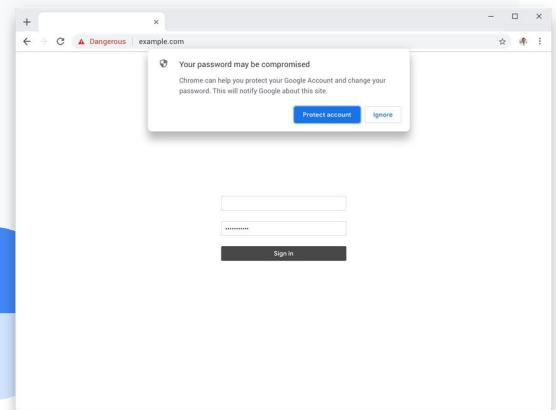 Dangerous example.com
Your password may be compromised
Chrome can help you protect your Google Account and change your
password. This will notify Google about this site.
Protect account Ignore
•••••••••••
Sign in